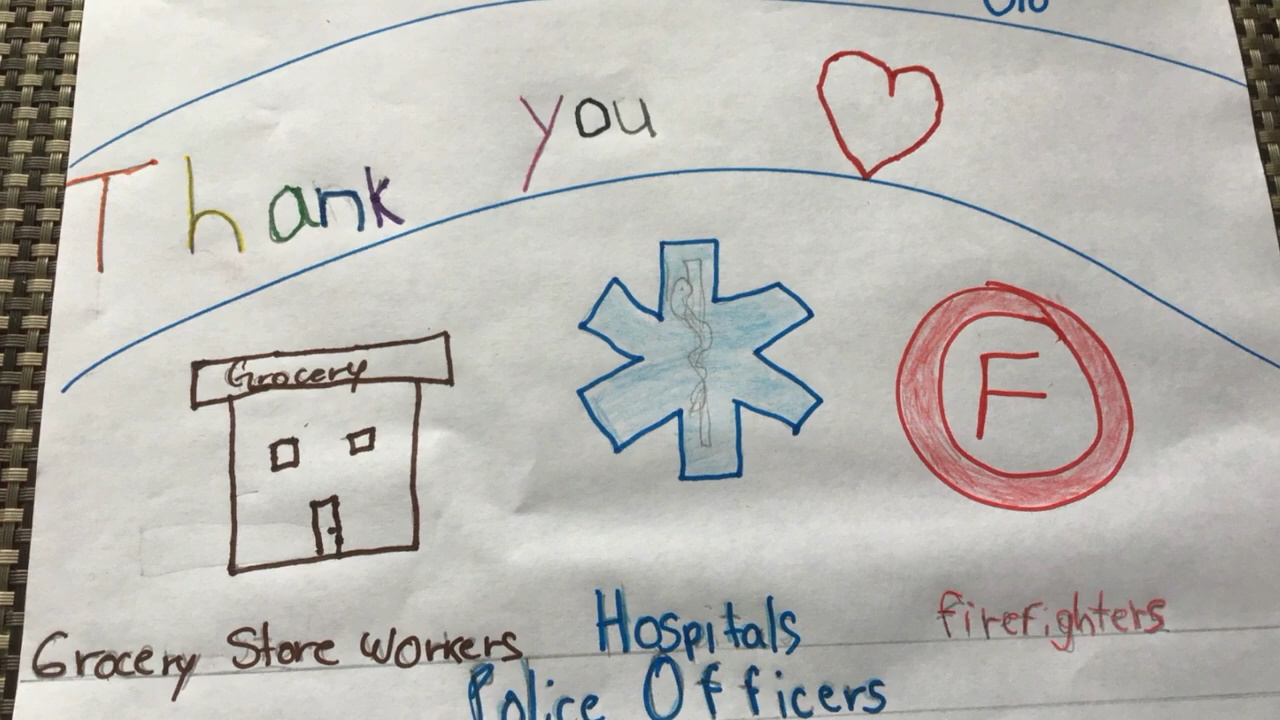 Thank you
Grocery
F
Grocery Store Workers
Hospitals
firefighters
Police Officers